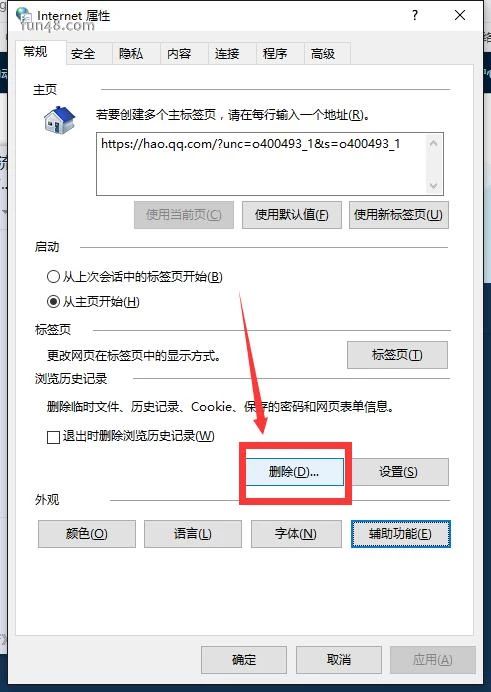 Internet 属性
fun48.com
常规 安全 隐私 内容 连接 程序 高级
主页
若要创建多个主标签页，请在每行输入一个地址(R)。
https://hao.qq.com/?unc=o400493_1&s=o400493_1
使用当前页(C) 使用默认值(F) 使用新标签页(U)
启动
从上次会话中的标签页开始(B)
从主页开始(H)
标签页
更改网页在标签页中的显示方式。 标签页(T)
浏览历史记录
删除临时文件、历史记录、Cookie、保存的密码和网页表单信息。
退出时删除浏览历史记录(W)
删除(D)... 设置(S)
外观
颜色(O) 语言(L) 字体(N) 辅助功能(E)
确定 取消 应用(A)